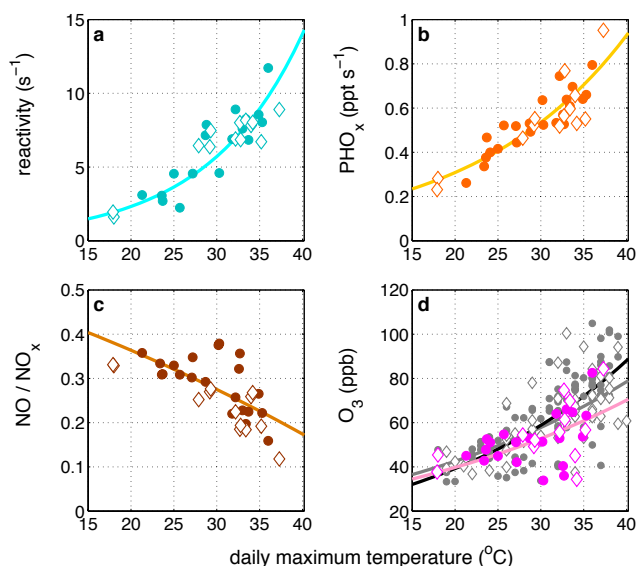 a
reactivity (s⁻¹)
15
10
5
0
15 20 25 30 35 40
b
PHOₓ (ppt s⁻¹)
1
0.8
0.6
0.4
0.2
0
15 20 25 30 35 40
c
NO / NOₓ
0.5
0.4
0.3
0.2
0.1
0
15 20 25 30 35 40
d
O₃ (ppb)
120
100
80
60
40
20
15 20 25 30 35 40
daily maximum temperature (°C)